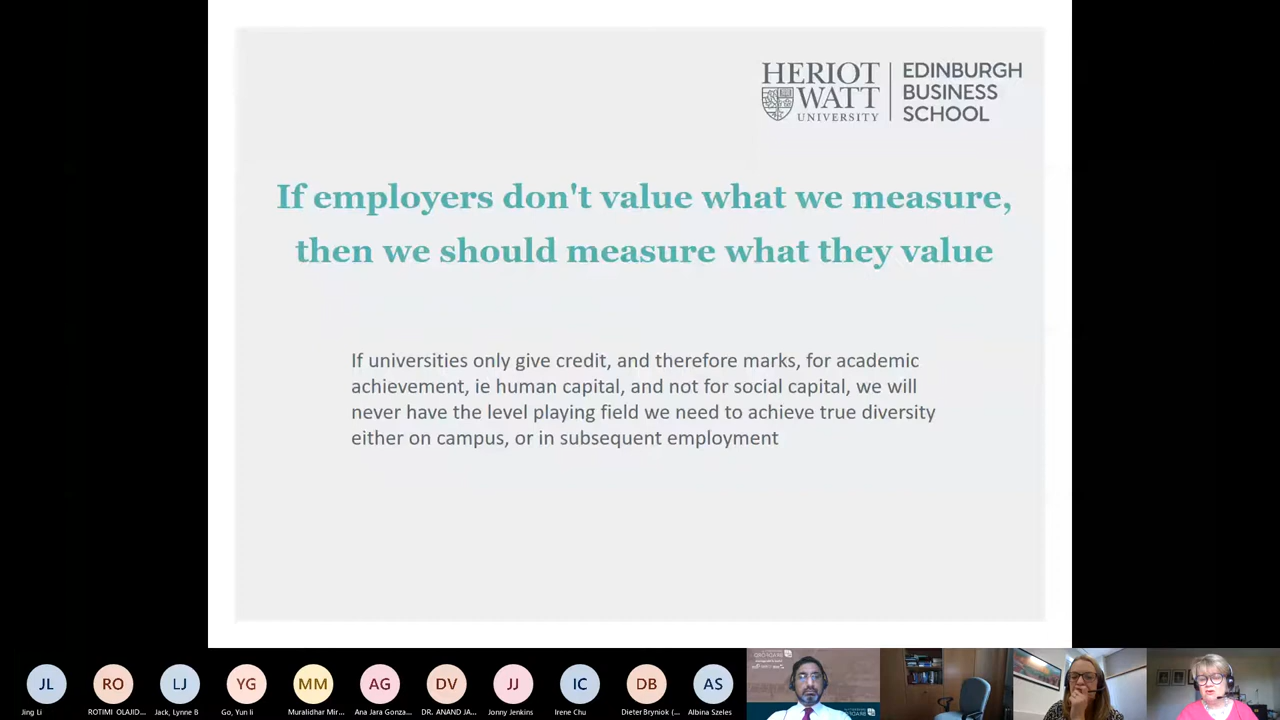 HERIOT
WATT
UNIVERSITY
EDINBURGH
BUSINESS
SCHOOL
If employers don't value what we measure,
then we should measure what they value
If universities only give credit, and therefore marks, for academic
achievement, ie human capital, and not for social capital, we will
never have the level playing field we need to achieve true diversity
either on campus, or in subsequent employment
JL
RO
LJ
YG
MM
AG
DV
JJ
IC
DB
AS
Jing Li
ROTIMI OLAJID...
Jack, Lynne B
Go, Yun Ii
Muralidhar Mir...
Ana Jara Gonza...
DR. ANAND JA...
Jonny Jenkins
Irene Chu
Dieter Bryniok (...
Albina Szeles